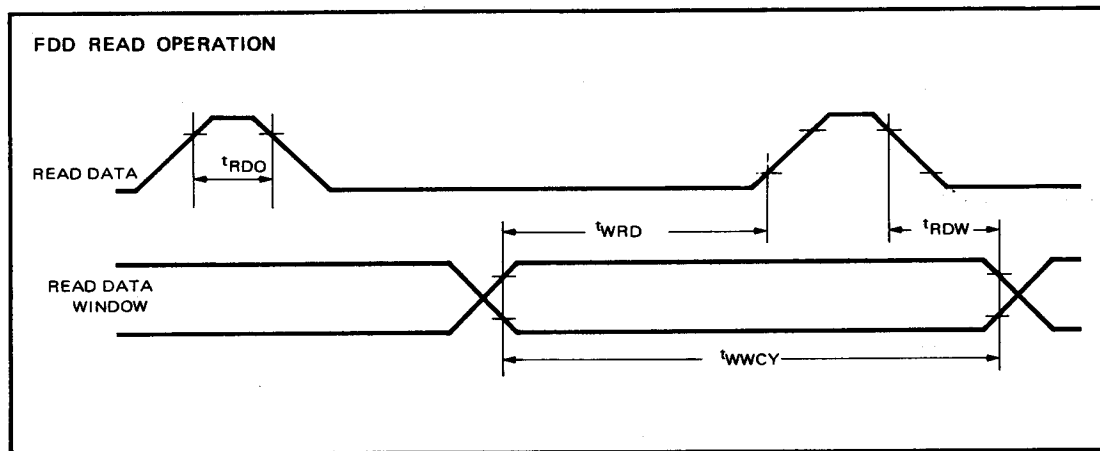 FDD READ OPERATION
READ DATA
tRDO
tWRD
tRDW
READ DATA
WINDOW
tWWCY